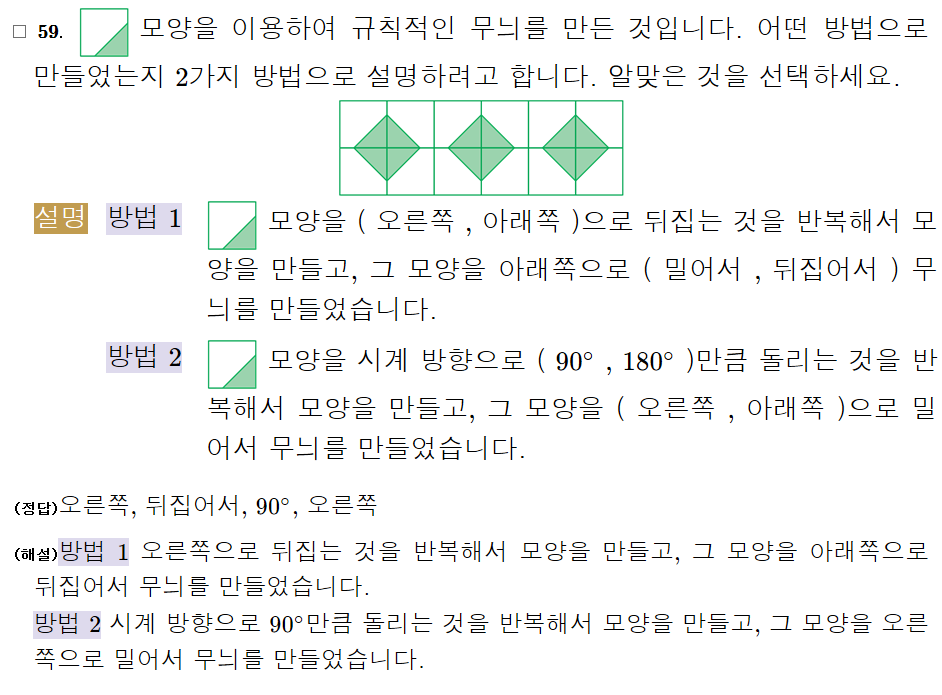 □ 59. 모양을 이용하여 규칙적인 무늬를 만든 것입니다. 어떤 방법으로
만들었는지 2가지 방법으로 설명하려고 합니다. 알맞은 것을 선택하세요.
설명 방법 1 모양을 ( 오른쪽 , 아래쪽 )으로 뒤집는 것을 반복해서 모
양을 만들고, 그 모양을 아래쪽으로 ( 밀어서 , 뒤집어서 ) 무
늬를 만들었습니다.
방법 2 모양을 시계 방향으로 ( 90° , 180° )만큼 돌리는 것을 반
복해서 모양을 만들고, 그 모양을 ( 오른쪽 , 아래쪽 )으로 밀
어서 무늬를 만들었습니다.
(정답)오른쪽, 뒤집어서, 90°, 오른쪽
(해설)방법 1 오른쪽으로 뒤집는 것을 반복해서 모양을 만들고, 그 모양을 아래쪽으로
뒤집어서 무늬를 만들었습니다.
방법 2 시계 방향으로 90°만큼 돌리는 것을 반복해서 모양을 만들고, 그 모양을 오른
쪽으로 밀어서 무늬를 만들었습니다.